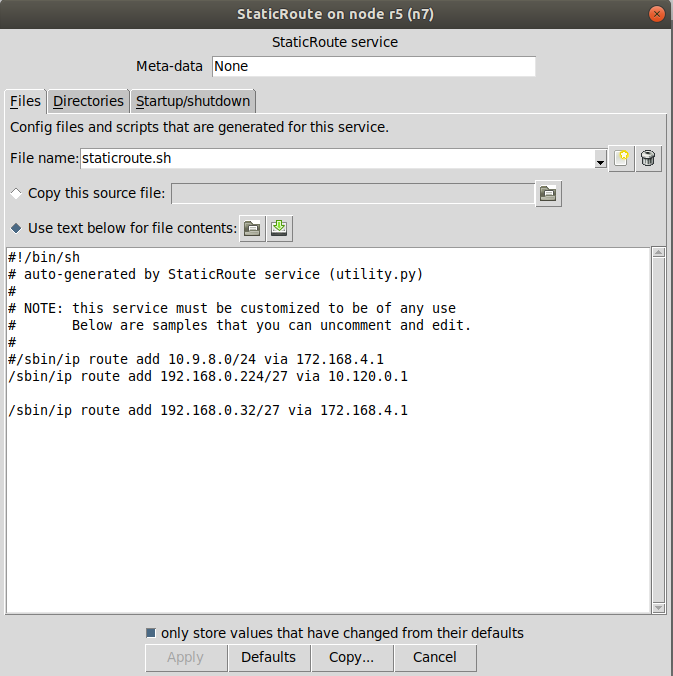 StaticRoute on node r5 (n7)
StaticRoute service
Meta-data None
Files Directories Startup/shutdown
Config files and scripts that are generated for this service.
File name: staticroute.sh
Copy this source file:
Use text below for file contents:
#!/bin/sh
# auto-generated by StaticRoute service (utility.py)
#
# NOTE: this service must be customized to be of any use
#       Below are samples that you can uncomment and edit.
#
#/sbin/ip route add 10.9.8.0/24 via 172.168.4.1
/sbin/ip route add 192.168.0.224/27 via 10.120.0.1
/sbin/ip route add 192.168.0.32/27 via 172.168.4.1
only store values that have changed from their defaults
Apply Defaults Copy... Cancel